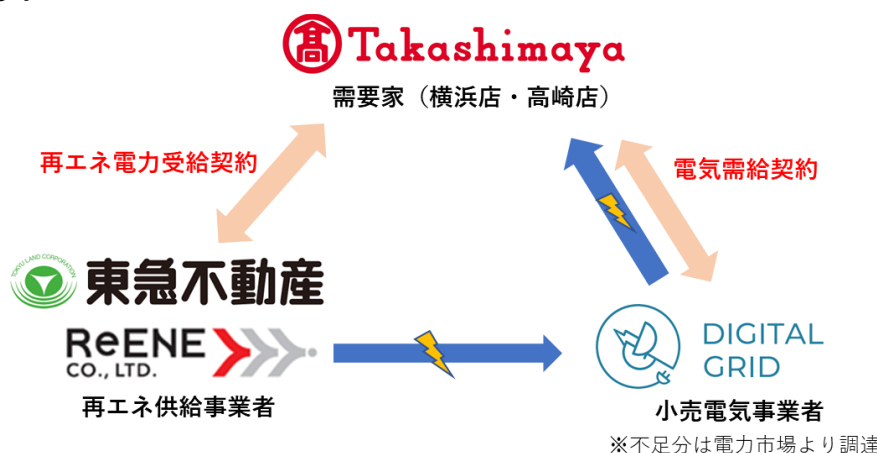 髙 Takashimaya
需要家（横浜店・高崎店）
再エネ電力受給契約
電気需給契約
TOKYU LAND CORPORATION
東急不動産
ReENE
CO., LTD.
再エネ供給事業者
DIGITAL
GRID
小売電気事業者
※不足分は電力市場より調達